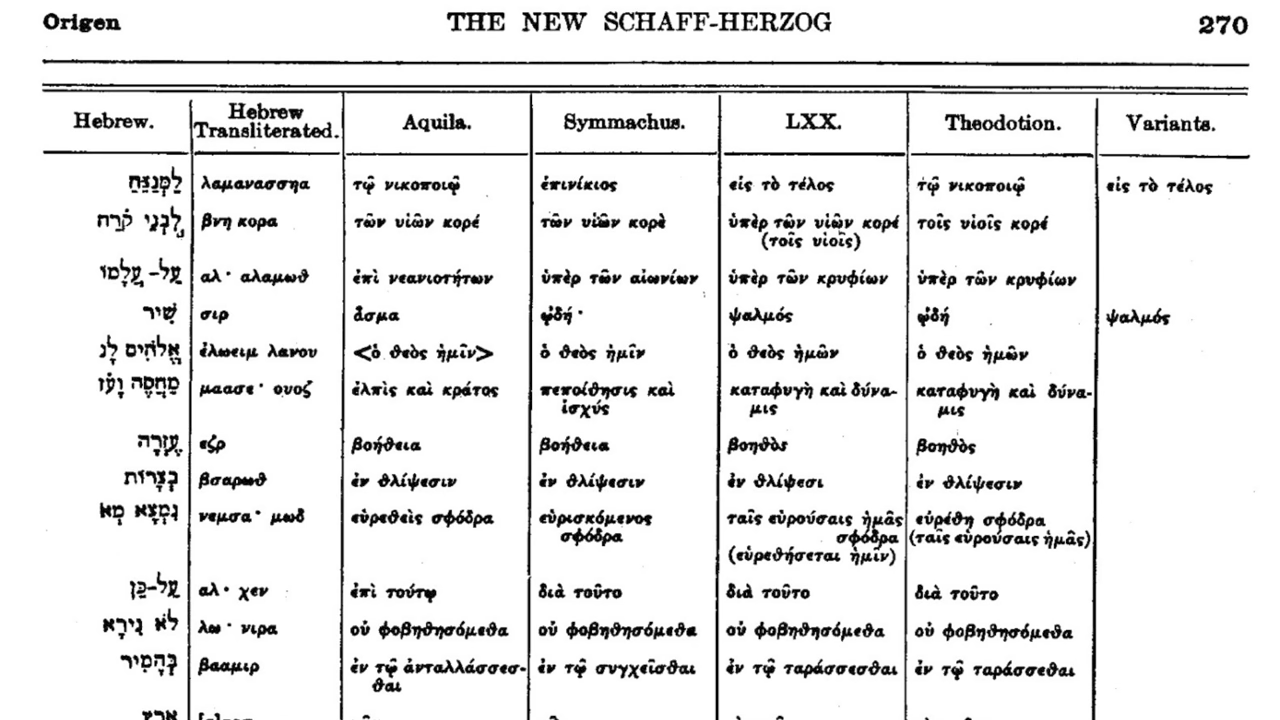 Origen THE NEW SCHAFF-HERZOG 270
Hebrew. Hebrew Transliterated. Aquila. Symmachus. LXX. Theodotion. Variants.
לַמְנַצֵּחַ λαμανασσηα τῷ νικοποιῷ ἐπινίκιος εἰς τὸ τέλος τῷ νικοποιῷ εἰς τὸ τέλος
לִבְנֵי קֹרַח βνη κορα τῶν υἱῶν κορέ τῶν υἱῶν κορὲ ὑπὲρ τῶν υἱῶν κορέ τοῖς υἱοῖς κορέ
(τοῖς υἱοῖς)
עַל־ עֲלָמוֹ αλ· αλαμωθ ἐπὶ νεανιοτήτων ὑπὲρ τῶν αἰωνίων ὑπὲρ τῶν κρυφίων ὑπὲρ τῶν κρυφίων
שִׁיר σιρ ᾆσμα ᾠδή· ψαλμός ᾠδή ψαλμός
אֱלֹהִים לָנ ἐλωειμ λανου <ὁ θεὸς ἡμῖν> ὁ θεὸς ἡμῖν ὁ θεὸς ἡμῶν ὁ θεὸς ἡμῶν
מַחֲסֶה וָעֹז μαασε· ουοζ ἐλπὶς καὶ κράτος πεποίθησις καὶ καταφυγὴ καὶ δύνα- καταφυγὴ καὶ δύνα-
ἰσχύς μις μις
עֶזְרָה εζρ βοήθεια βοήθεια βοηθὸς βοηθὸς
בְצָרוֹת βσαρωθ ἐν θλίψεσιν ἐν θλίψεσιν ἐν θλίψεσι ἐν θλίψεσιν
נִמְצָא מְא νεμσα· μωδ εὑρεθεὶς σφόδρα εὑρισκόμενος ταῖς εὑρούσαις ἡμᾶς εὑρέθη σφόδρα
σφόδρα σφόδρα (ταῖς εὑρούσαις ἡμᾶς)
(εὑρεθήσεται ἡμῖν)
עַל־כֵּן αλ· χεν ἐπὶ τούτῳ διὰ τοῦτο διὰ τοῦτο διὰ τοῦτο
לֹא נִירָא λω· νιρα οὐ φοβηθησόμεθα οὐ φοβηθησόμεθα οὐ φοβηθησόμεθα οὐ φοβηθησόμεθα
בְּהָמִיר βααμιρ ἐν τῷ ἀνταλλάσσεσ- ἐν τῷ συγχεῖσθαι ἐν τῷ ταράσσεσθαι ἐν τῷ ταράσσεθαι
θαι